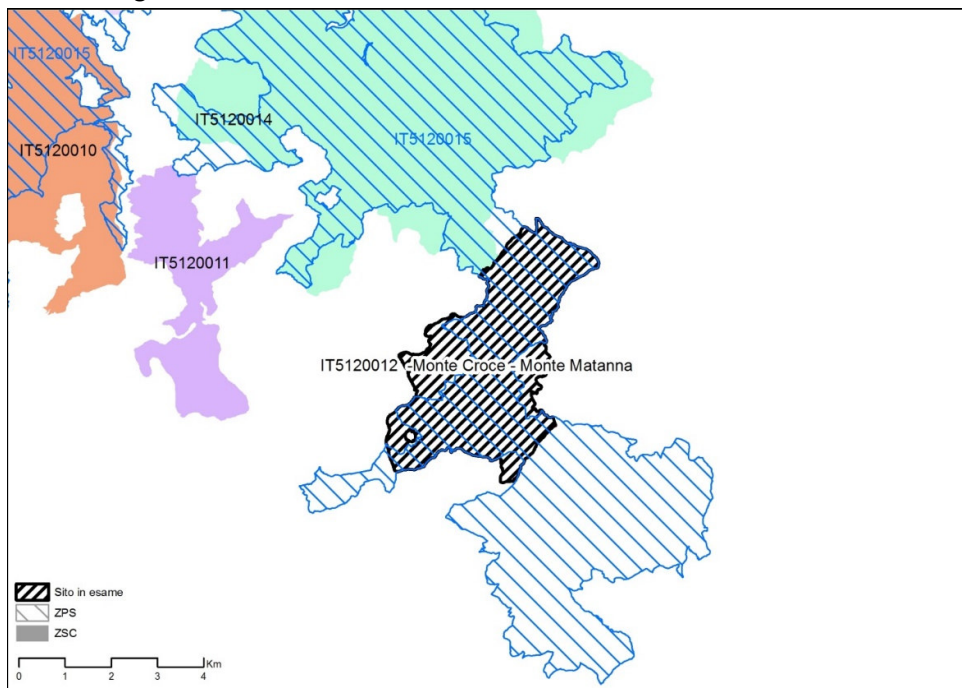 IT5120015
IT5120014
IT5120015
IT5120010
IT5120011
IT5120012 -Monte Croce - Monte Matanna
Sito in esame
ZPS
ZSC
Km
0 1 2 3 4